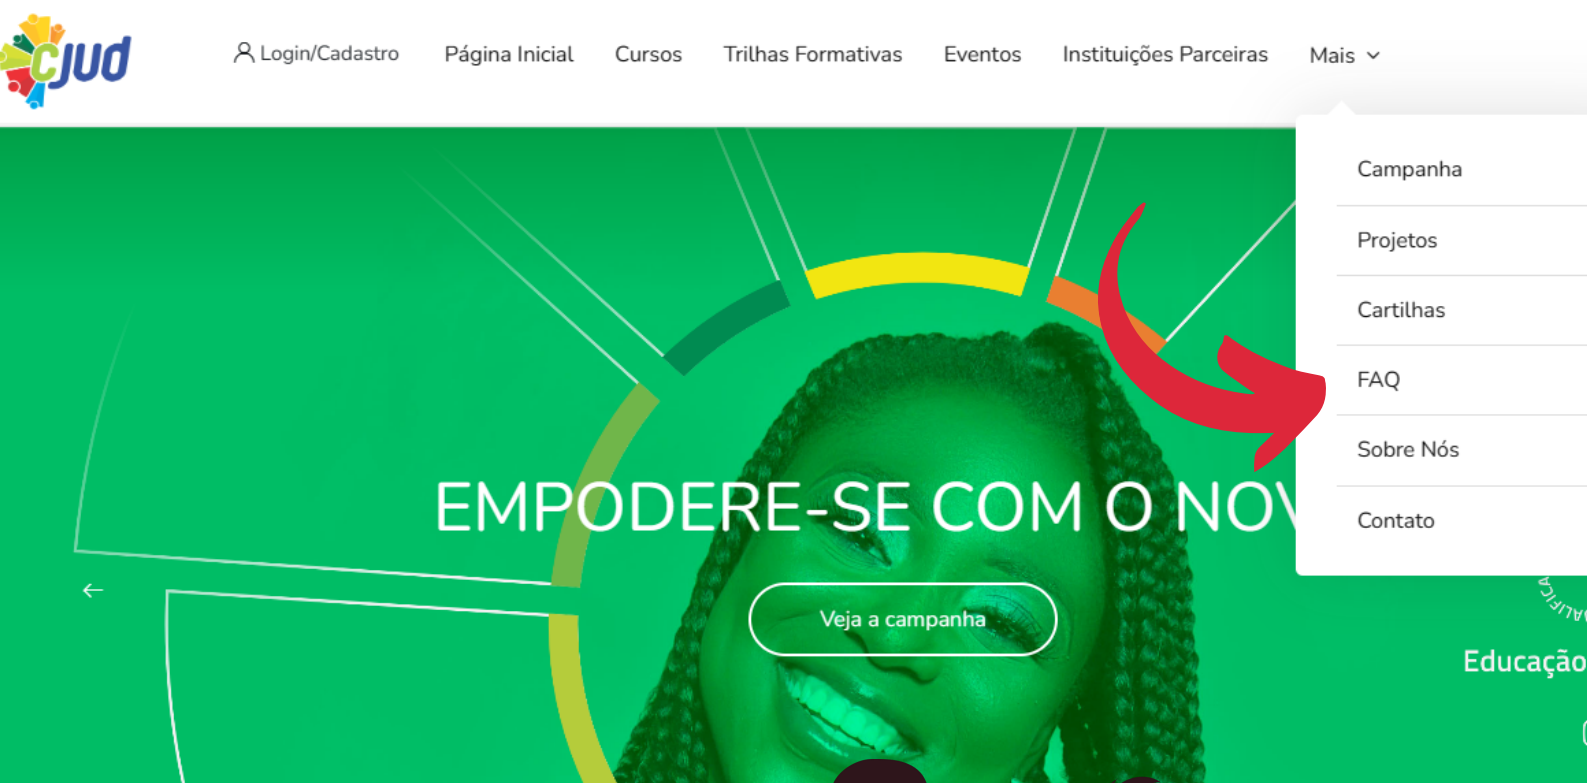 cjud
Login/Cadastro
Página Inicial
Cursos
Trilhas Formativas
Eventos
Instituições Parceiras
Mais
Campanha
Projetos
Cartilhas
FAQ
Sobre Nós
Contato
EMPODERE-SE COM O
Veja a campanha
Educação